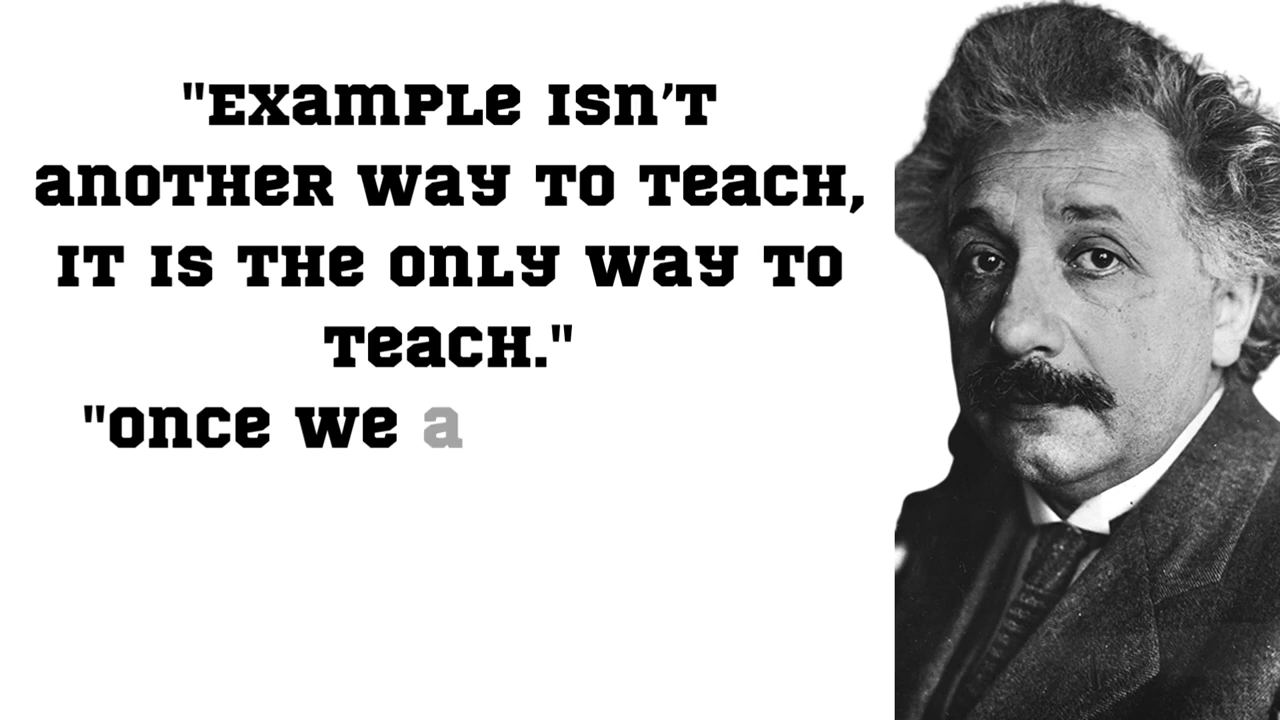 "Example isn't
another way to teach,
it is the only way to
teach."
"once we a